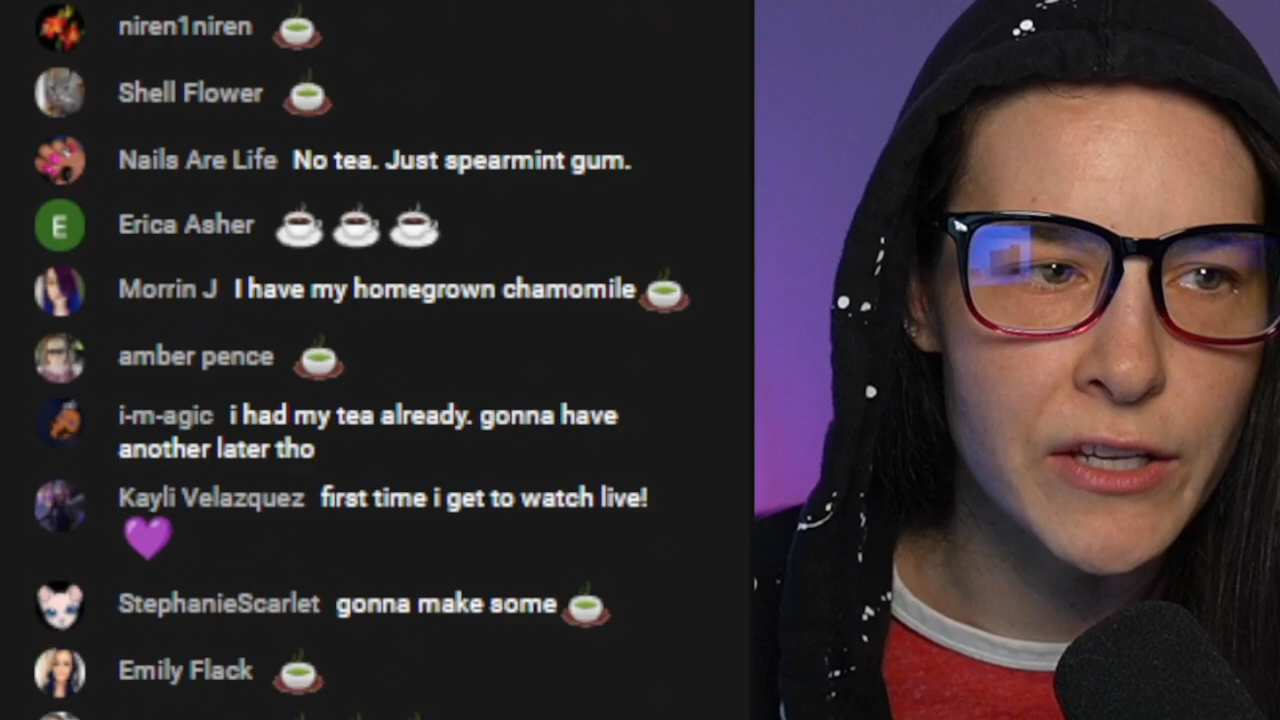 niren1niren 🍵
Shell Flower 🍵
Nails Are Life No tea. Just spearmint gum.
E Erica Asher ☕☕☕
Morrin J I have my homegrown chamomile 🍵
amber pence 🍵
i-m-agic i had my tea already. gonna have
another later tho
Kayli Velazquez first time i get to watch live!
💜
StephanieScarlet gonna make some 🍵
Emily Flack 🍵